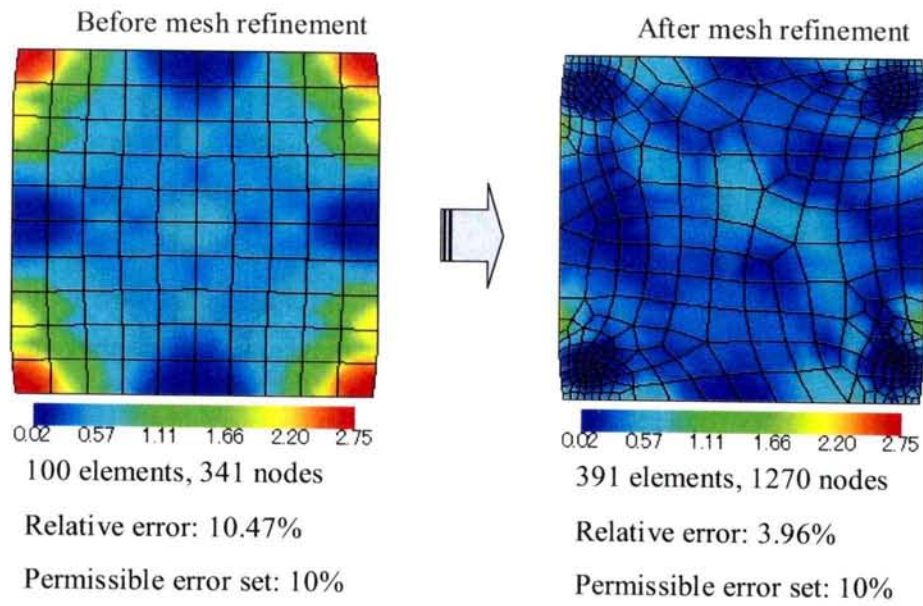 Before mesh refinement
0.02 0.57 1.11 1.66 2.20 2.75
100 elements, 341 nodes
Relative error: 10.47%
Permissible error set: 10%
After mesh refinement
0.02 0.57 1.11 1.66 2.20 2.75
391 elements, 1270 nodes
Relative error: 3.96%
Permissible error set: 10%